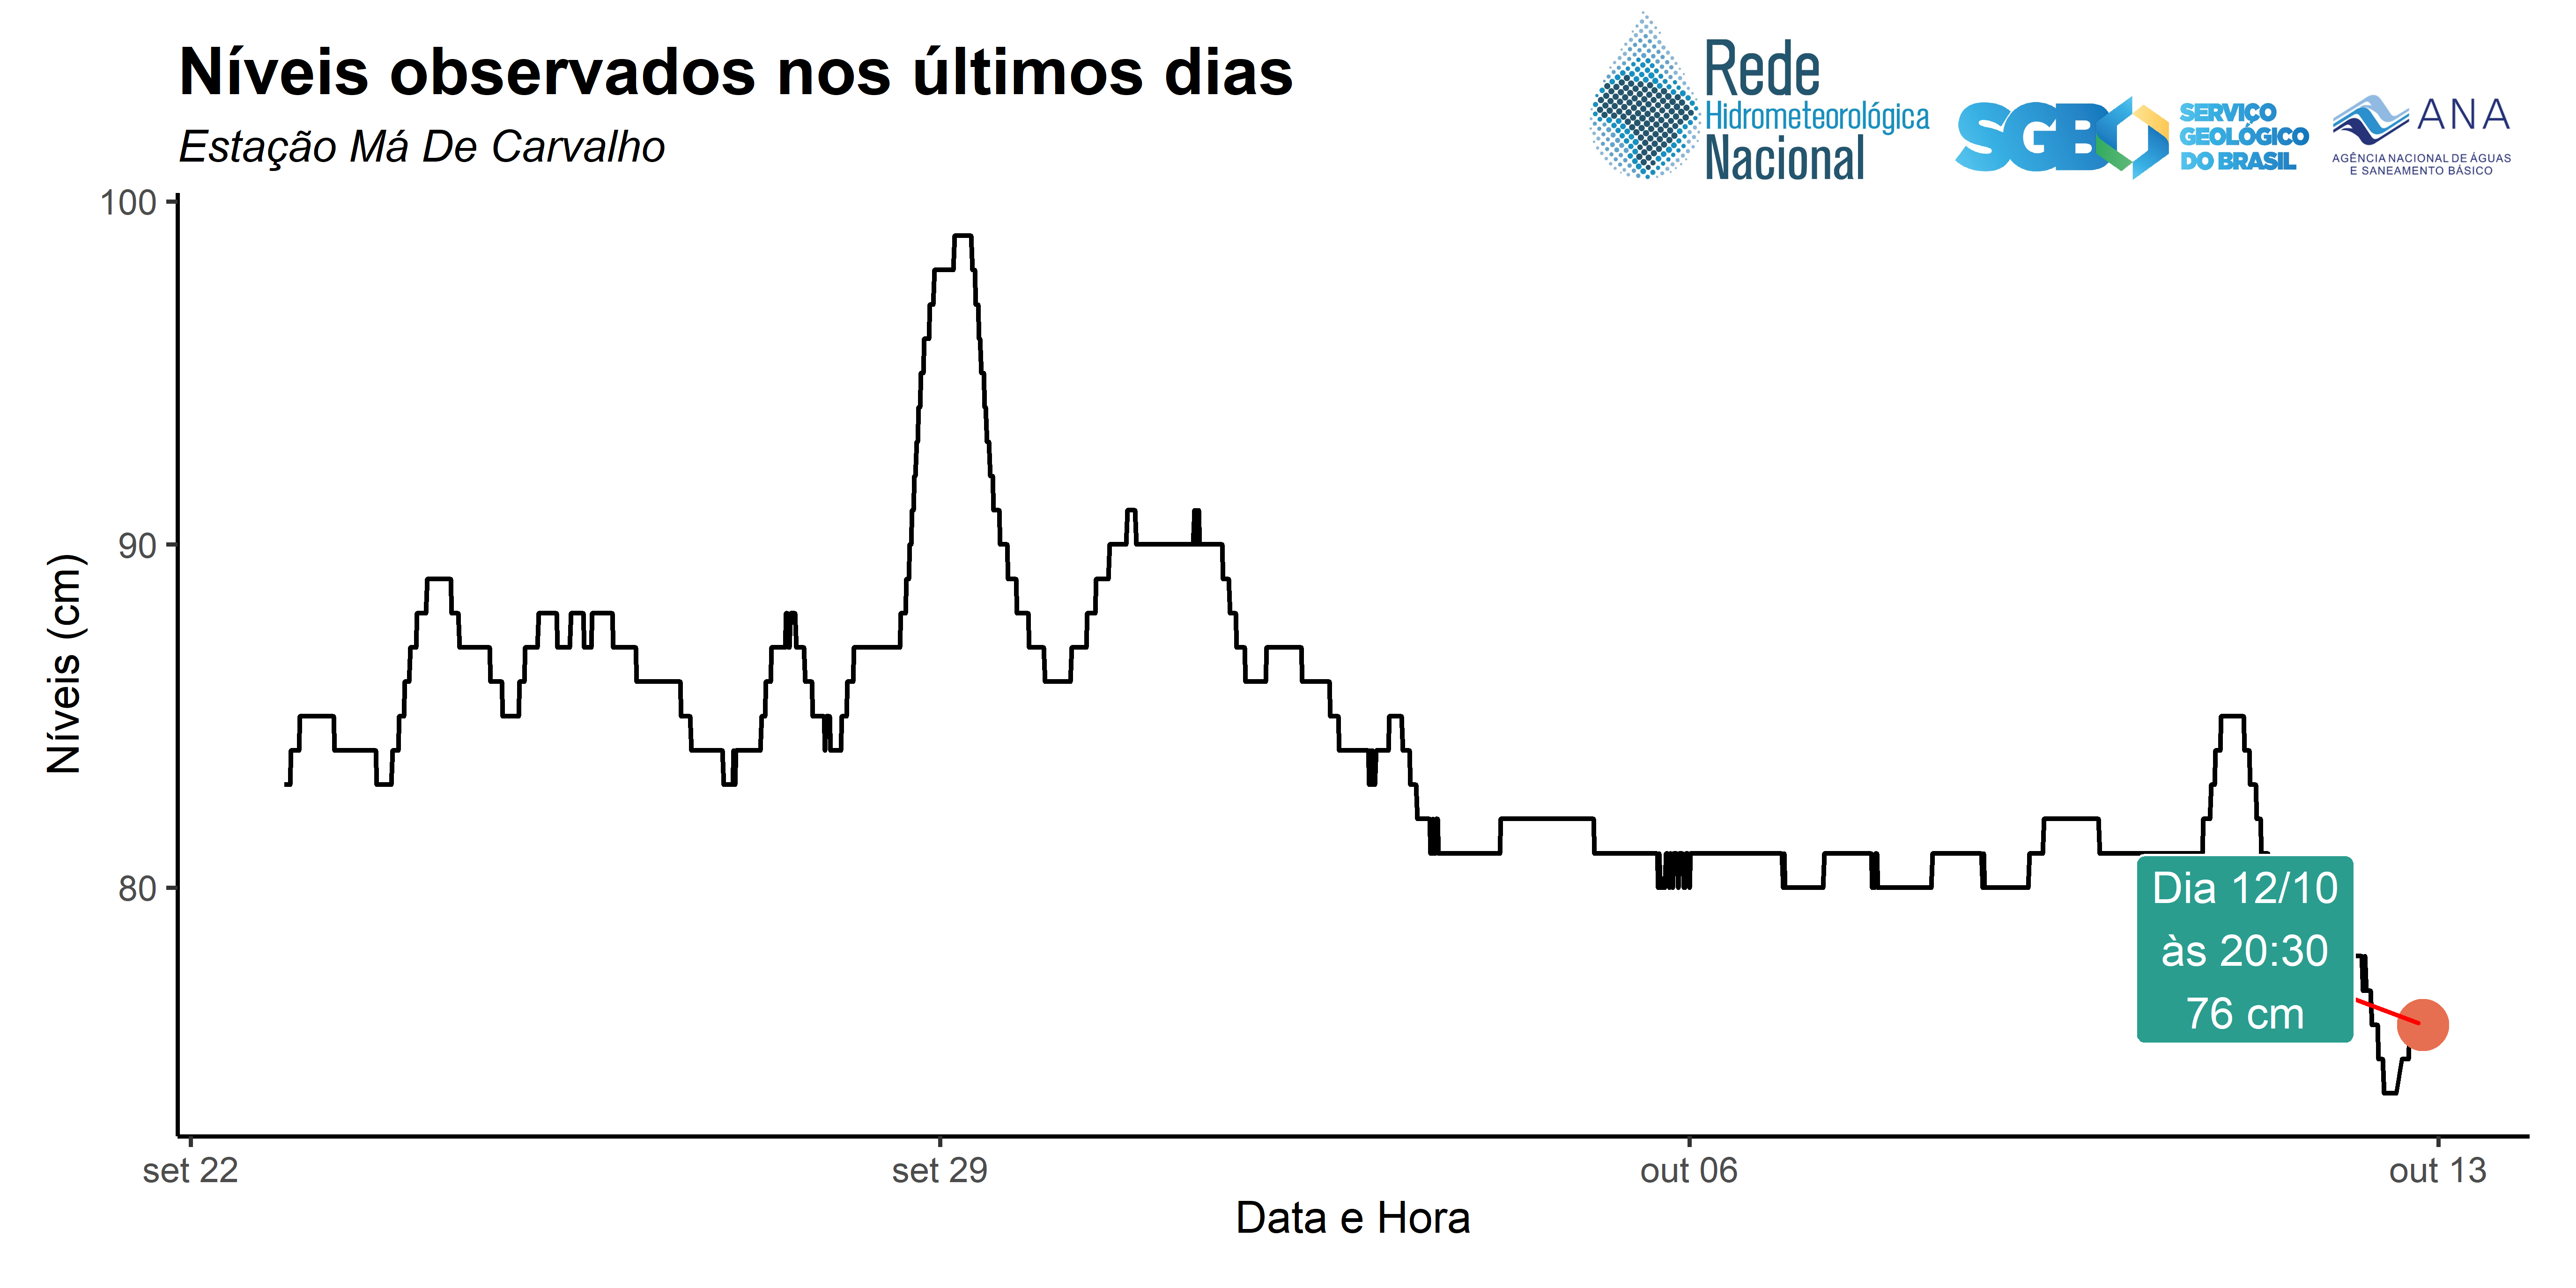 Níveis observados nos últimos dias
Estação Má De Carvalho
Rede
Hidrometeorológica
Nacional
SGB
SERVIÇO
GEOLÓGICO
DO BRASIL
ANA
AGÊNCIA NACIONAL DE ÁGUAS
E SANEAMENTO BÁSICO
Níveis (cm)
100
90
80
Dia 12/10
às 20:30
76 cm
set 22
set 29
out 06
out 13
Data e Hora